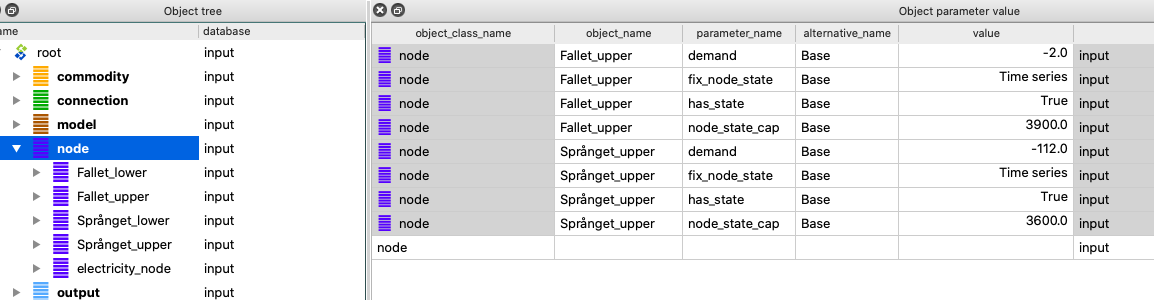 Object tree
Object parameter value
ame database
root input
commodity input
connection input
model input
node input
Fallet_lower input
Fallet_upper input
Språnget_lower input
Språnget_upper input
electricity_node input
output input
object_class_name object_name parameter_name alternative_name value
node Fallet_upper demand Base -2.0 input
node Fallet_upper fix_node_state Base Time series input
node Fallet_upper has_state Base True input
node Fallet_upper node_state_cap Base 3900.0 input
node Språnget_upper demand Base -112.0 input
node Språnget_upper fix_node_state Base Time series input
node Språnget_upper has_state Base True input
node Språnget_upper node_state_cap Base 3600.0 input
node input